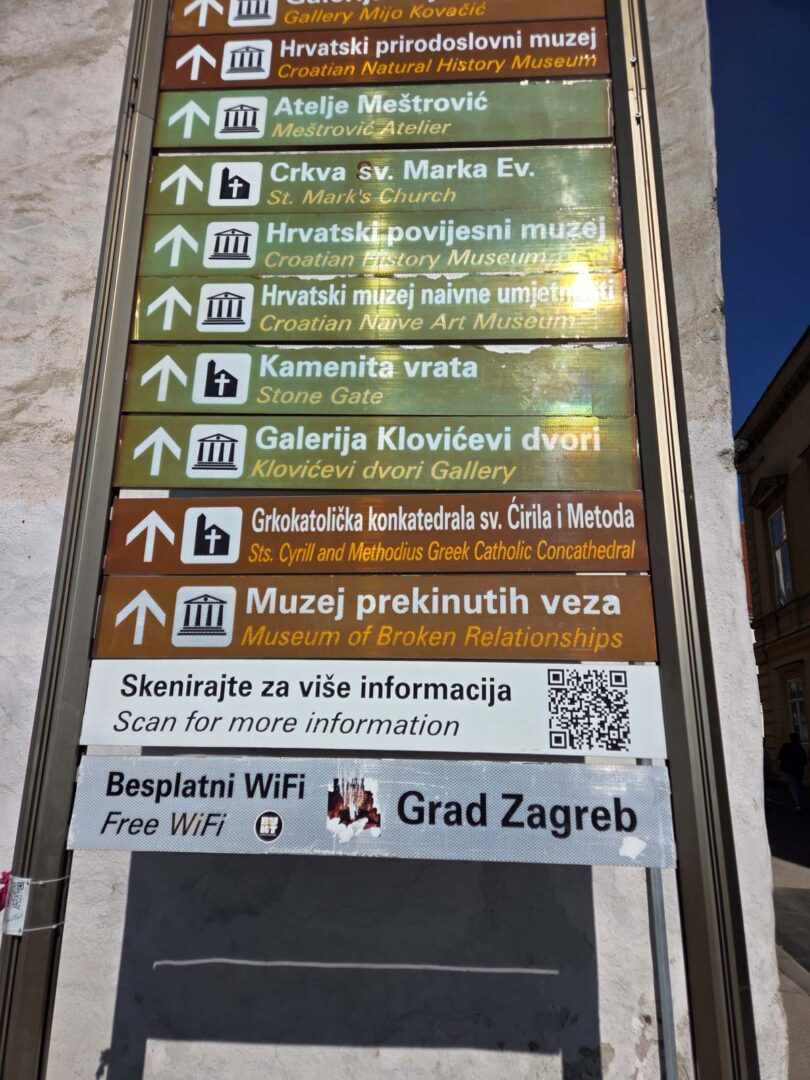 Gallery Mijo Kovačić
Hrvatski prirodoslovni muzej
Croatian Natural History Museum
Atelje Meštrović
Meštrović Atelier
Crkva sv. Marka Ev.
St. Mark's Church
Hrvatski povijesni muzej
Croatian History Museum
Hrvatski muzej naivne umjetnosti
Croatian Naive Art Museum
Kamenita vrata
Stone Gate
Galerija Klovićevi dvori
Klovićevi dvori Gallery
Grkokatolička konkatedrala sv. Ćirila i Metoda
Sts. Cyrill and Methodius Greek Catholic Concathedral
Muzej prekinutih veza
Museum of Broken Relationships
Skenirajte za više informacija
Scan for more information
Besplatni WiFi
Free WiFi
Grad Zagreb